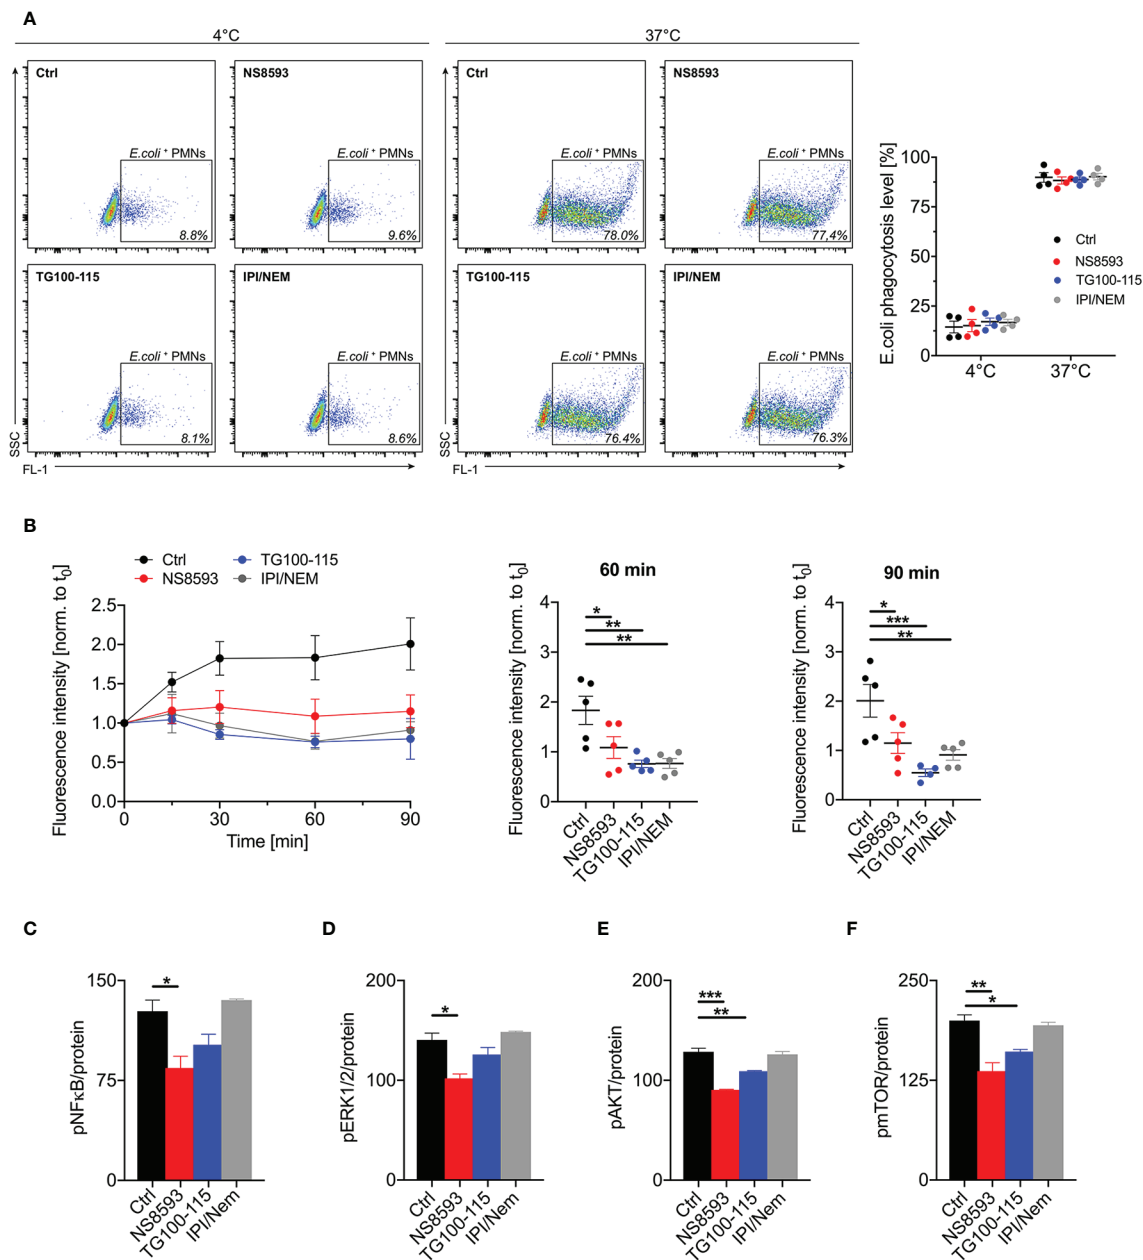 A
4°C
37°C
Ctrl
NS8593
Ctrl
NS8593
E.coli + PMNs
E.coli + PMNs
E.coli + PMNs
E.coli + PMNs
8.8%
9.6%
78.0%
77,4%
TG100-115
IPI/NEM
TG100-115
IPI/NEM
E.coli + PMNs
E.coli + PMNs
E.coli + PMNs
E.coli + PMNs
8.1%
8.6%
76.4%
76.3%
SSC
FL-1
SSC
FL-1
E.coli phagocytosis level [%]
100
75
50
25
0
4°C
37°C
Ctrl
NS8593
TG100-115
IPI/NEM
B
Ctrl
NS8593
TG100-115
IPI/NEM
Fluorescence intensity [norm. to t0]
2.5
2.0
1.5
1.0
0.5
0.0
0
30
60
90
Time [min]
60 min
Fluorescence intensity [norm. to t0]
4
3
2
1
0
*
**
**
Ctrl
NS8593
TG100-115
IPI/NEM
90 min
Fluorescence intensity [norm. to t0]
4
3
2
1
0
*
***
**
Ctrl
NS8593
TG100-115
IPI/NEM
C
pNFκB/protein
150
75
0
*
Ctrl
NS8593
TG100-115
IPI/Nem
D
pERK1/2/protein
200
100
0
*
Ctrl
NS8593
TG100-115
IPI/Nem
E
pAKT/protein
200
100
0
***
**
Ctrl
NS8593
TG100-115
IPI/Nem
F
pmTOR/protein
250
125
0
**
*
Ctrl
NS8593
TG100-115
IPI/Nem